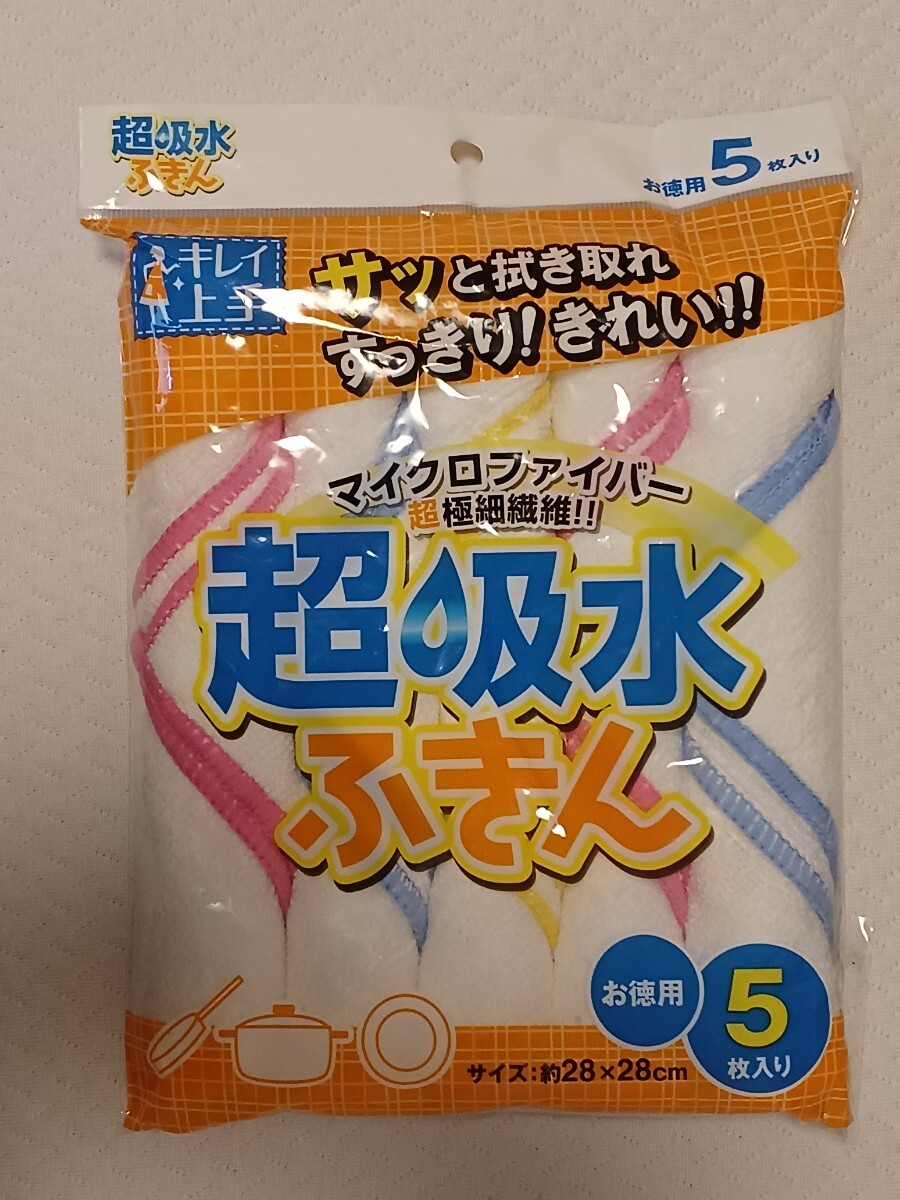 超吸水
ふきん
お徳用5枚入り
キレイ
上手
サッと拭き取れ
すっきり!きれい!!
マイクロファイバー
超極細繊維!!
超吸水
ふきん
お徳用
5
枚入り
サイズ:約28×28cm